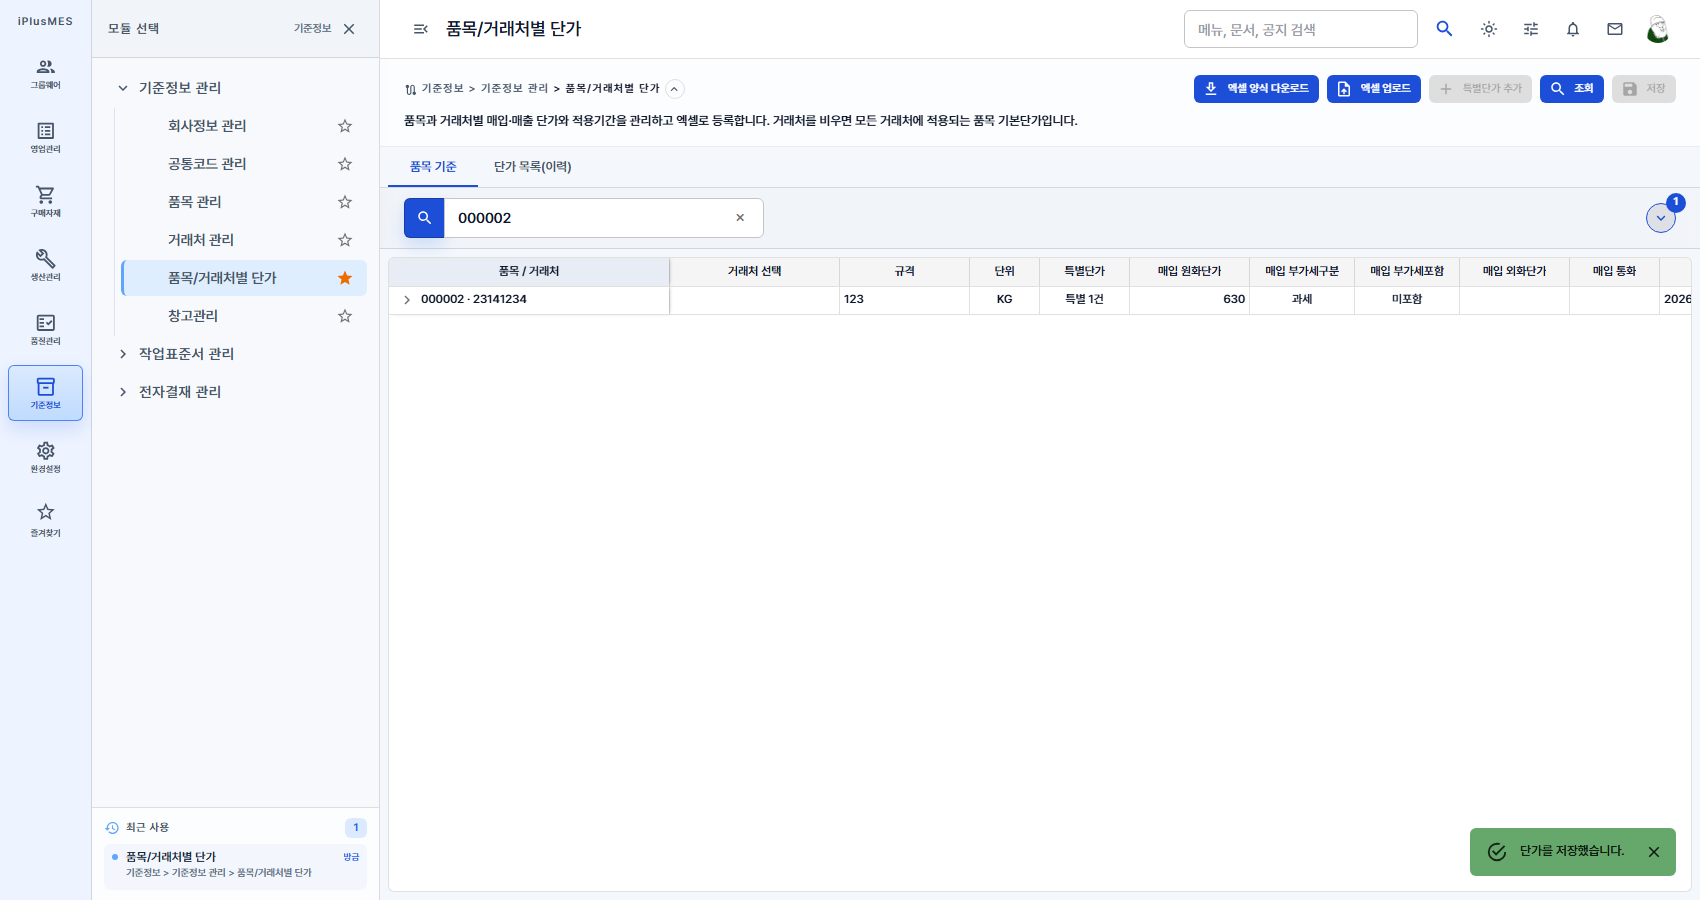 iPlusMES
그룹웨어
영업관리
구매자재
생산관리
품질관리
기준정보
환경설정
즐겨찾기
모듈 선택
기준정보
기준정보 관리
회사정보 관리
공통코드 관리
품목 관리
거래처 관리
품목/거래처별 단가
창고관리
작업표준서 관리
전자결재 관리
최근 사용
1
품목/거래처별 단가
방금
기준정보 > 기준정보 관리 > 품목/거래처별 단가
품목/거래처별 단가
메뉴, 문서, 공지 검색
기준정보 > 기준정보 관리 > 품목/거래처별 단가
엑셀 양식 다운로드
엑셀 업로드
특별단가 추가
조회
저장
품목과 거래처별 매입·매출 단가와 적용기간을 관리하고 엑셀로 등록합니다. 거래처를 비우면 모든 거래처에 적용되는 품목 기본단가입니다.
품목 기준
단가 목록(이력)
000002
1
품목 / 거래처 거래처 선택 규격 단위 특별단가 매입 원화단가 매입 부가세구분 매입 부가세포함 매입 외화단가 매입 통화
000002 · 23141234 123 KG 특별 1건 630 과세 미포함 2026
단가를 저장했습니다.